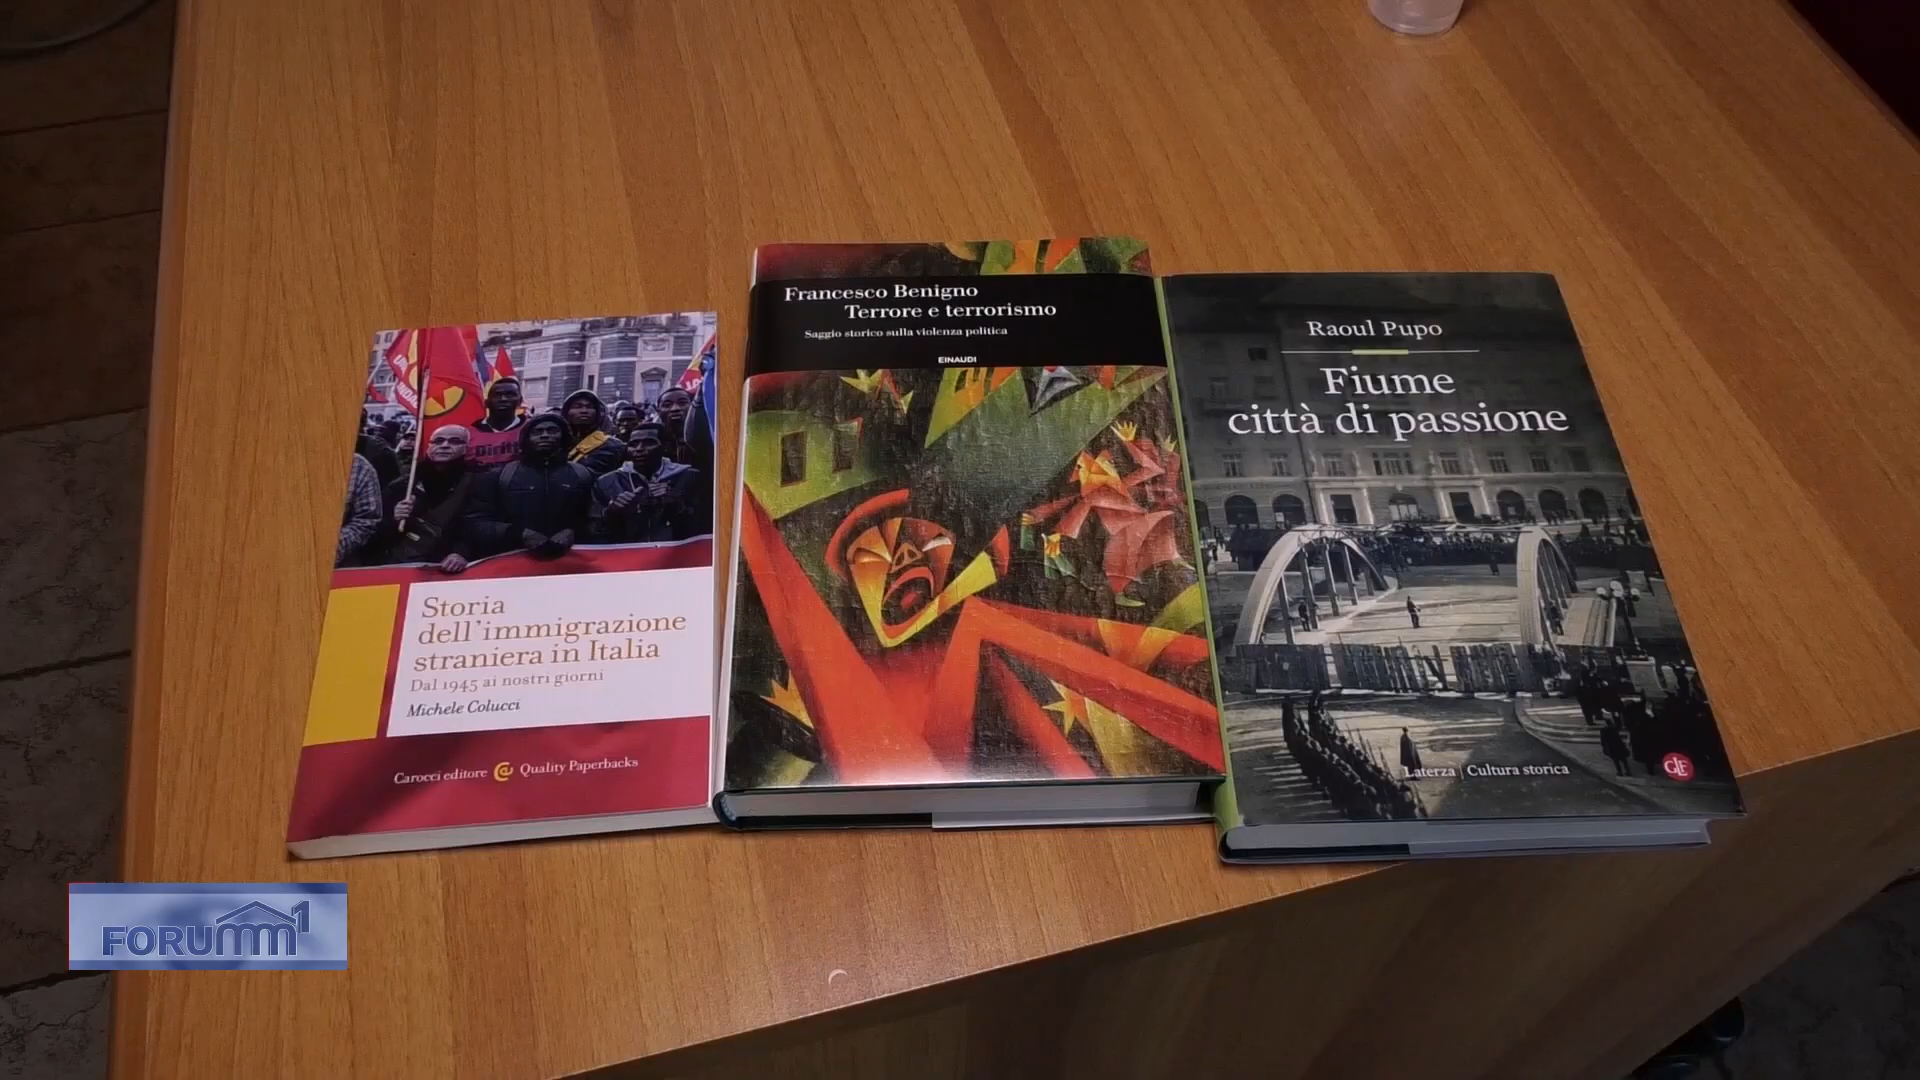 Storia
dell'immigrazione
straniera in Italia
Dal 1945 ai nostri giorni
Michele Colucci
Carocci editore @ Quality Paperbacks
Francesco Benigno
Terrore e terrorismo
Saggio storico sulla violenza politica
EINAUDI
Raoul Pupo
Fiume
città di passione
Laterza | Cultura storica
GLF
FORUM 1